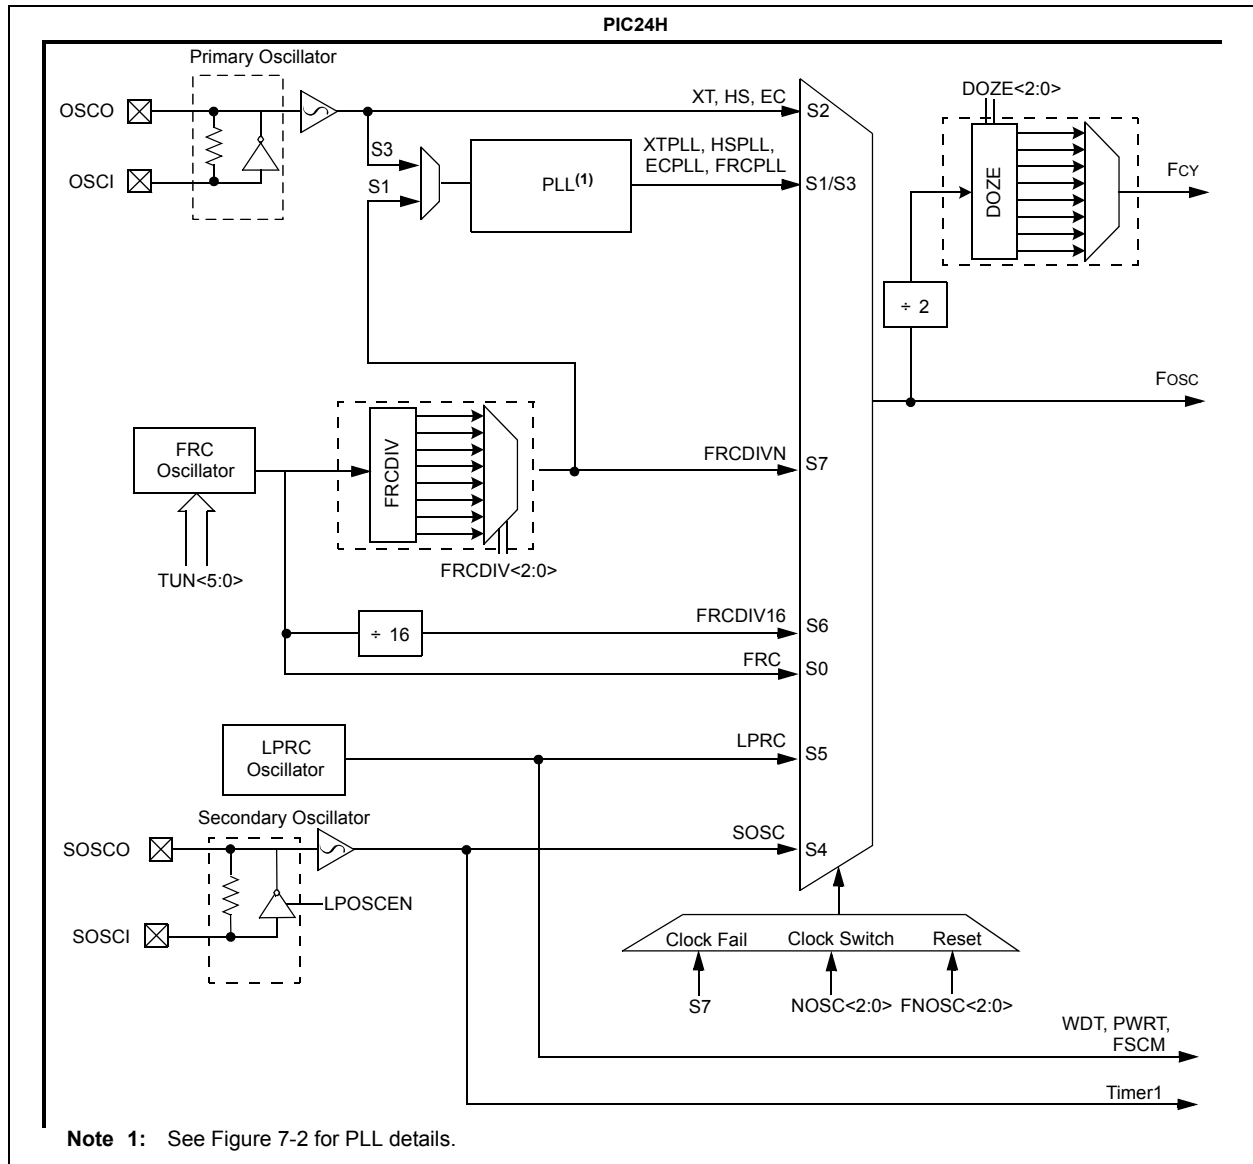 PIC24H
Primary Oscillator
OSCO
OSCI
S3
S1
PLL(1)
XT, HS, EC
XTPLL, HSPLL,
ECPLL, FRCPLL
S2
S1/S3
DOZE<2:0>
DOZE
FCY
÷ 2
FOSC
FRC
Oscillator
TUN<5:0>
FRCDIV
FRCDIV<2:0>
FRCDIVN
S7
÷ 16
FRCDIV16
S6
FRC
S0
LPRC
Oscillator
LPRC
S5
Secondary Oscillator
SOSCO
SOSCI
LPOSCEN
SOSC
S4
Clock Fail
Clock Switch
Reset
S7
NOSC<2:0>
FNOSC<2:0>
WDT, PWRT,
FSCM
Timer1
Note 1: See Figure 7-2 for PLL details.